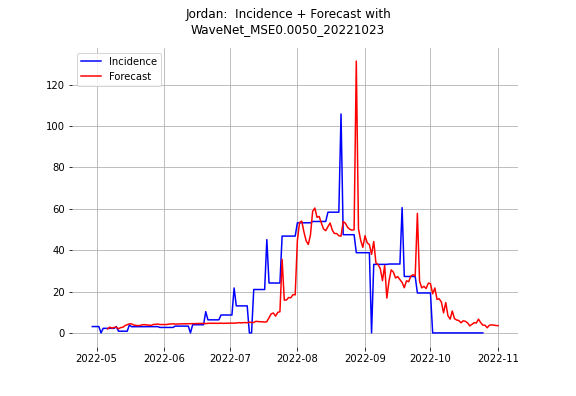 Jordan:  Incidence + Forecast with
WaveNet_MSE0.0050_20221023
Incidence
Forecast
120
100
80
60
40
20
0
2022-05 2022-06 2022-07 2022-08 2022-09 2022-10 2022-11